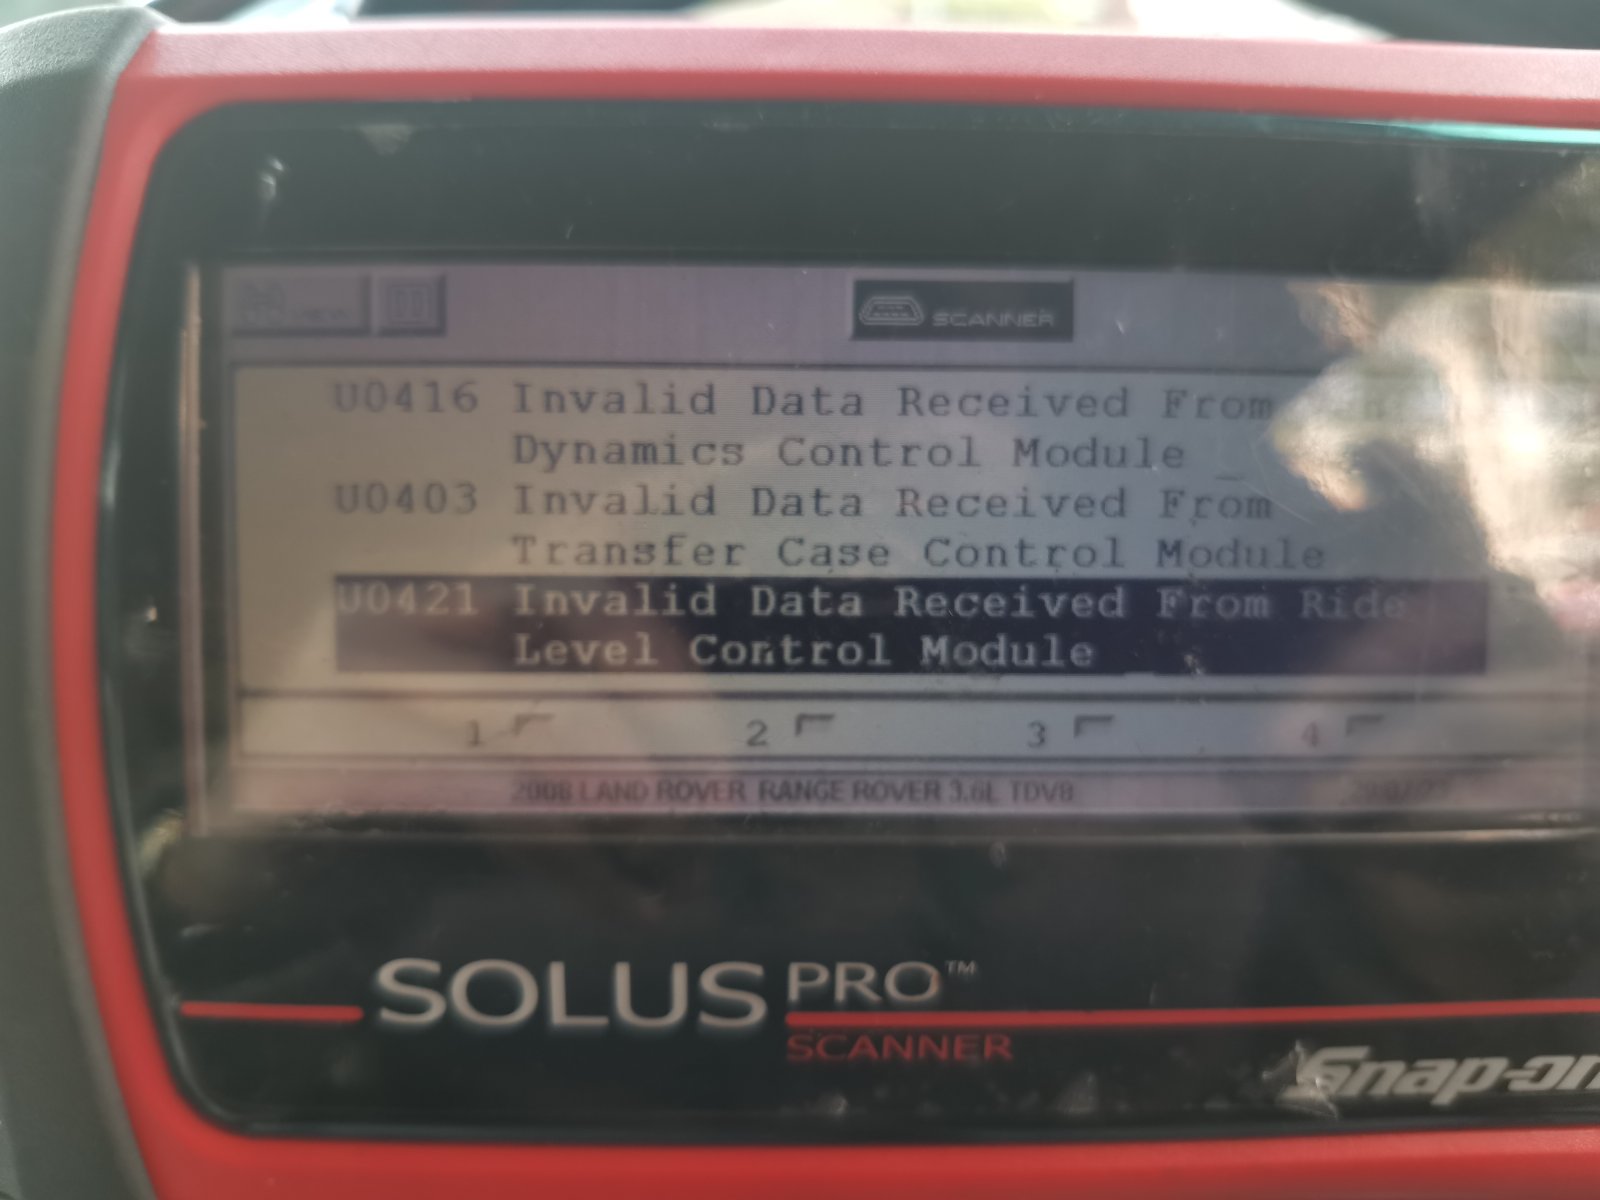 SCANNER
U0416 Invalid Data Received From
Dynamics Control Module
U0403 Invalid Data Received From
Transfer Case Control Module
U0421 Invalid Data Received From Ride
Level Control Module
1 2 3 4
2008 LAND ROVER RANGE ROVER 3.6L TDV8
SOLUS PRO™
SCANNER
Snap-on